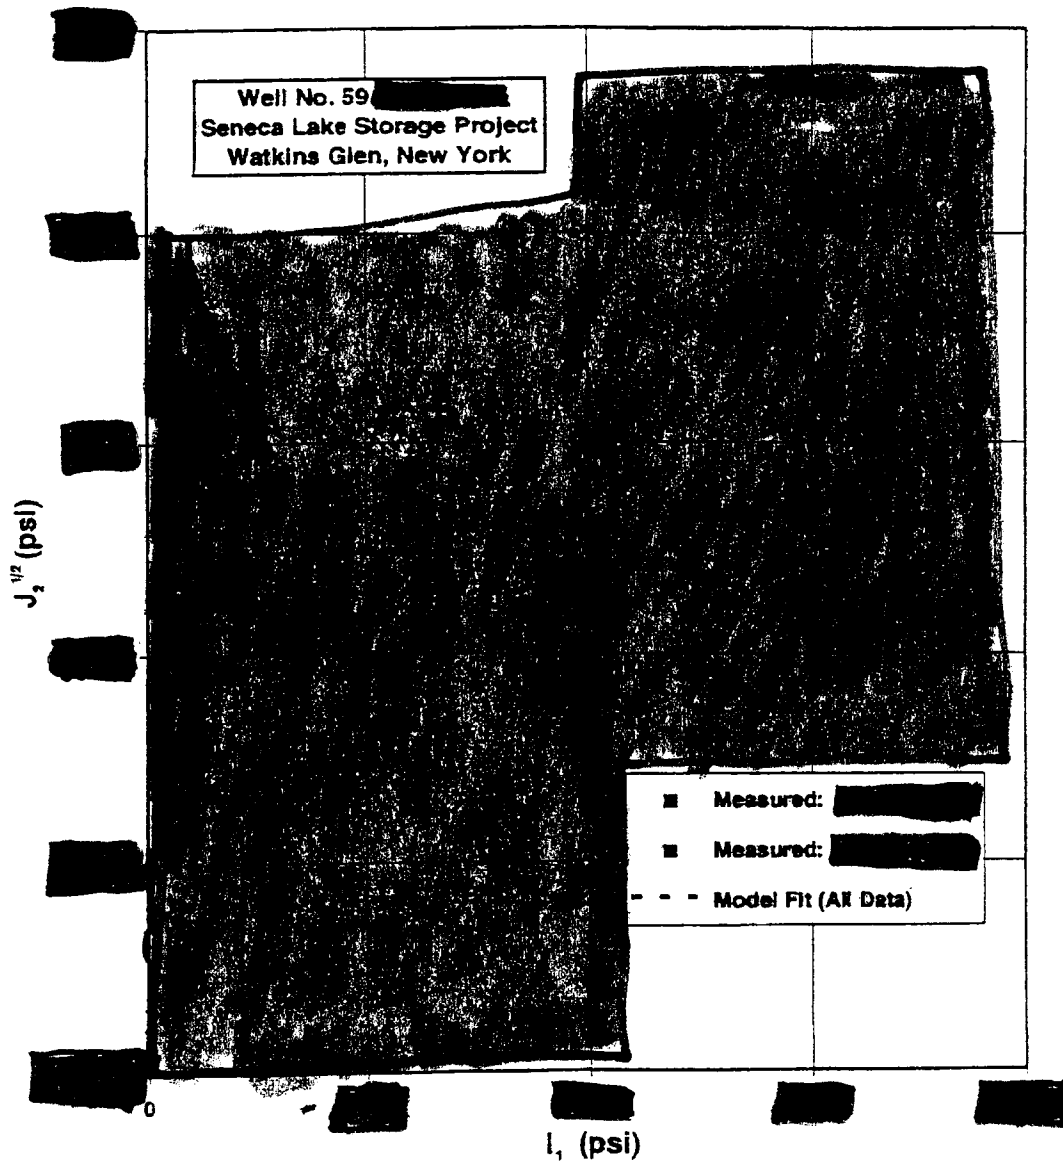 Well No. 59
Seneca Lake Storage Project
Watkins Glen, New York
J₂^1/2 (psi)
Measured:
Measured:
Model Fit (All Data)
0
I₁ (psi)